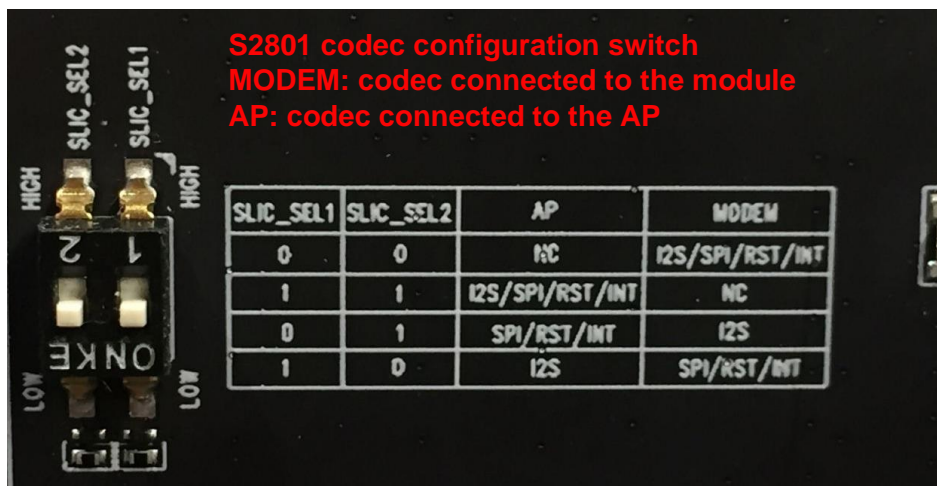 S2801 codec configuration switch
MODEM: codec connected to the module
AP: codec connected to the AP
SLIC_SEL2
SLIC_SEL1
HIGH
HIGH
2 1
ON KE
LOW
LOW
SLIC_SEL1 SLIC_SEL2 AP MODEM
0 0 NC I2S/SPI/RST/INT
1 1 I2S/SPI/RST/INT NC
0 1 SPI/RST/INT I2S
1 0 I2S SPI/RST/INT